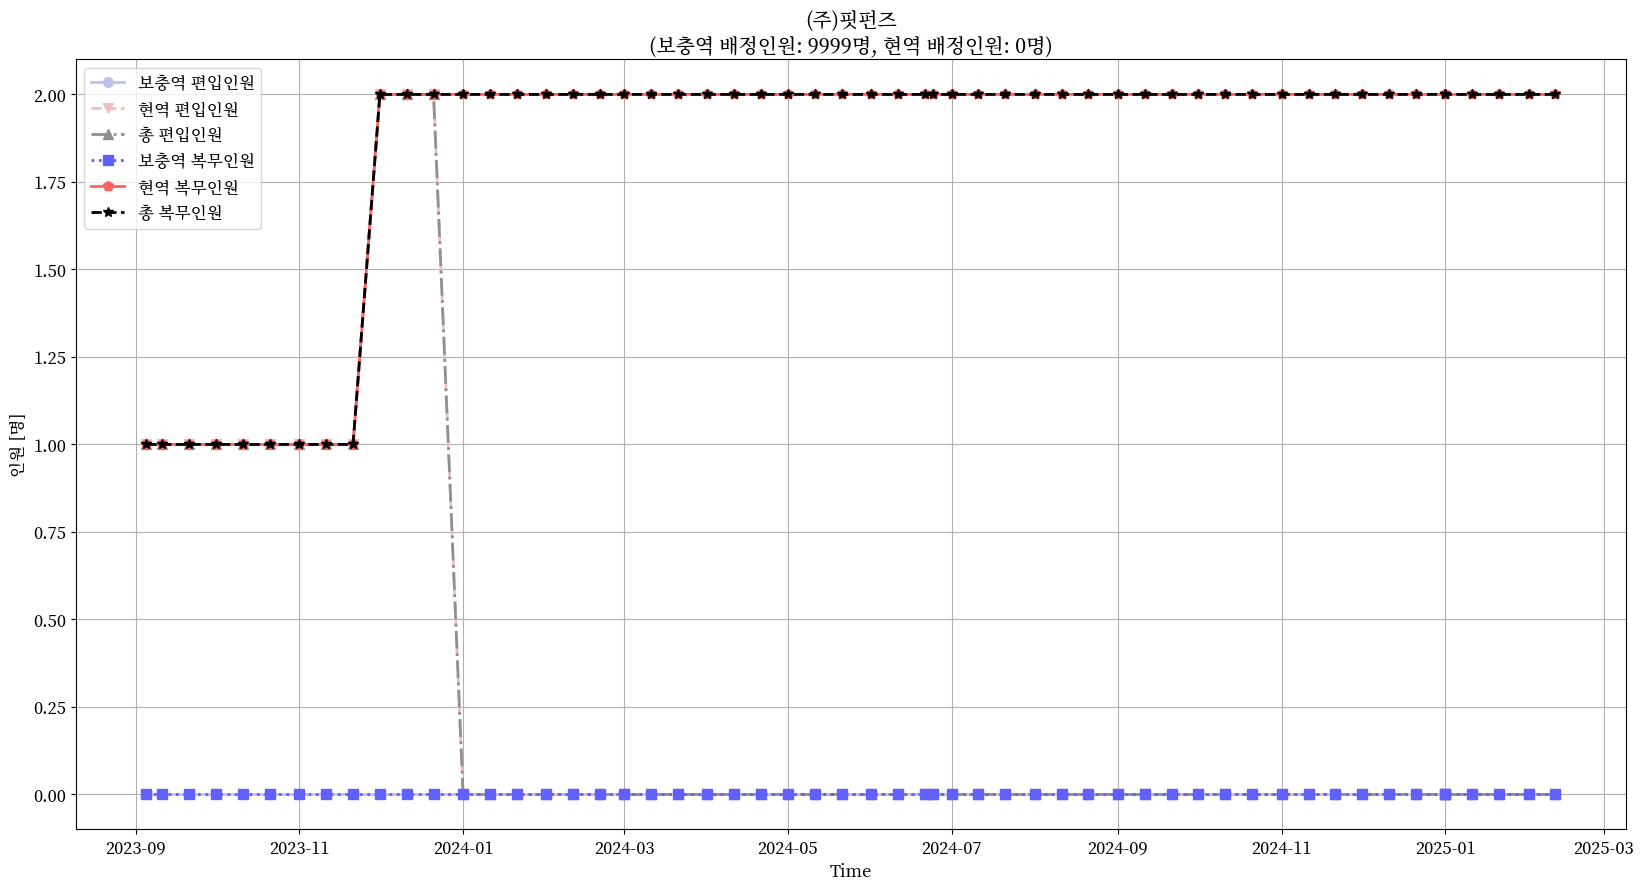 (주)핏펀즈
(보충역 배정인원: 9999명, 현역 배정인원: 0명)
보충역 편입인원
현역 편입인원
총 편입인원
보충역 복무인원
현역 복무인원
총 복무인원
2.00
1.75
1.50
1.25
1.00
0.75
0.50
0.25
0.00
인원 [명]
2023-09 2023-11 2024-01 2024-03 2024-05 2024-07 2024-09 2024-11 2025-01 2025-03
Time